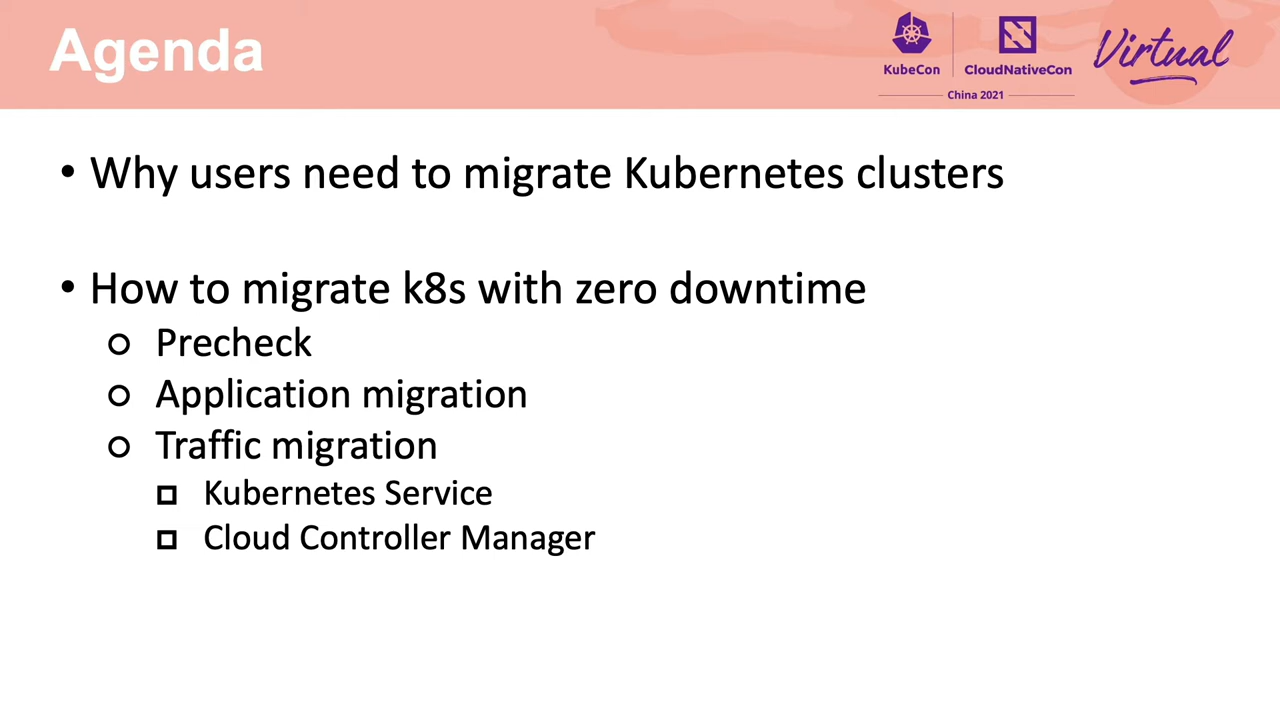 Agenda
KubeCon
CloudNativeCon
China 2021
Virtual
• Why users need to migrate Kubernetes clusters
• How to migrate k8s with zero downtime
Precheck
Application migration
Traffic migration
Kubernetes Service
Cloud Controller Manager